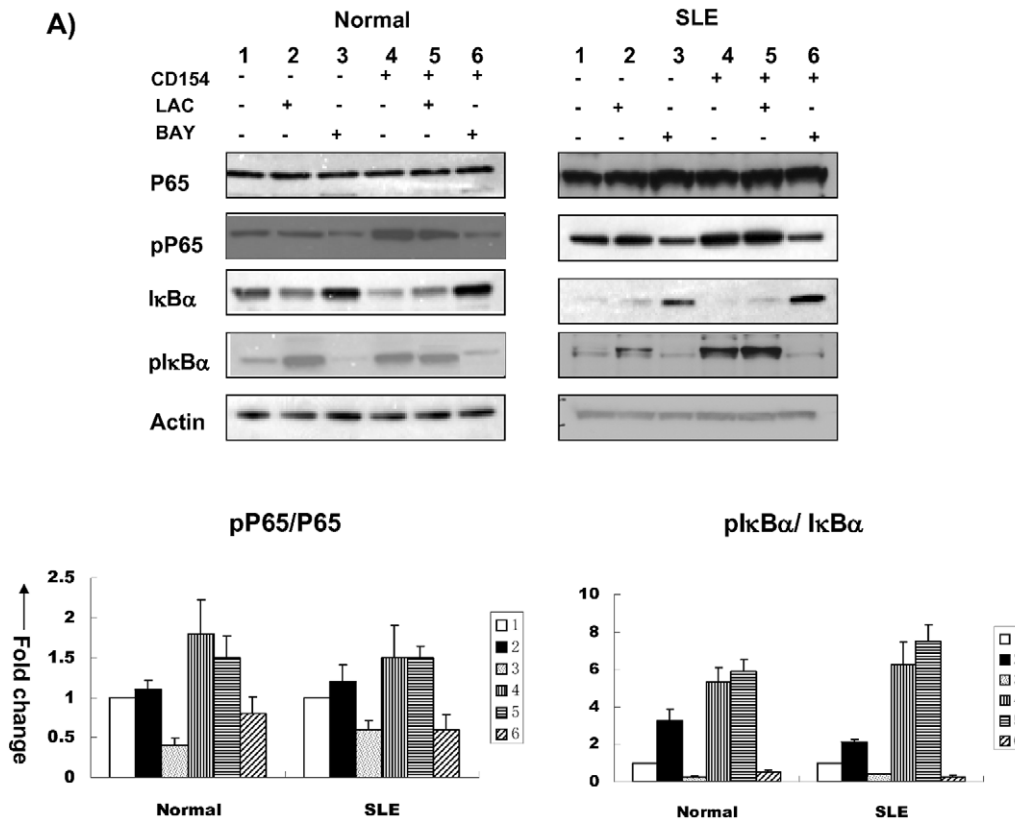 A)
Normal
SLE
1 2 3 4 5 6
1 2 3 4 5 6
CD154 - - - + + +
- - - + + +
LAC - + - - + -
- + - - + -
BAY - - + - - +
- - + - - +
P65
pP65
IκBα
pIκBα
Actin
pP65/P65
pIκBα/ IκBα
Fold change
2.5
2
1.5
1
0.5
0
Normal
SLE
1
2
3
4
5
6
10
8
6
4
2
0
Normal
SLE